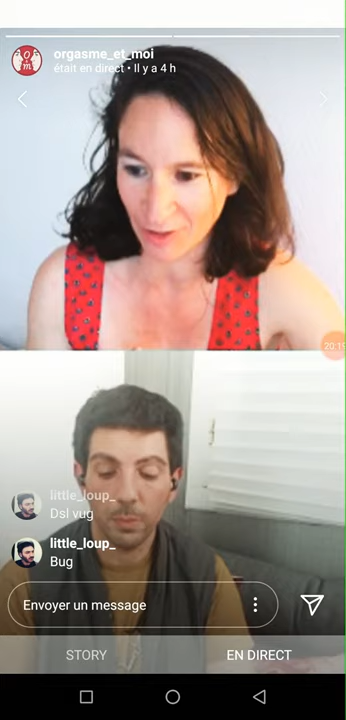 orgasme_et_moi
était en direct • Il y a 4 h
20:19
little_loup_
Dsl vug
little_loup_
Bug
Envoyer un message
STORY
EN DIRECT